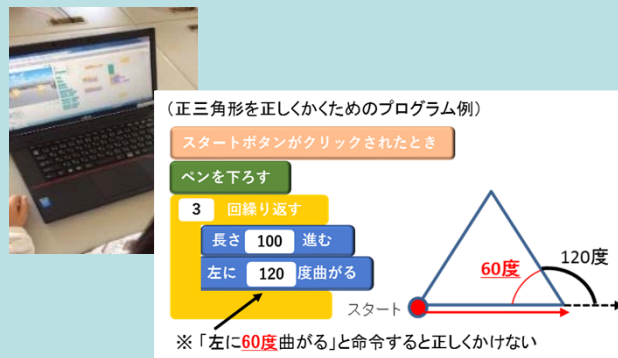 （正三角形を正しくかくためのプログラム例）
スタートボタンがクリックされたとき
ペンを下ろす
3 回繰り返す
長さ 100 進む
左に 120 度曲がる
60度
120度
スタート
※「左に60度曲がる」と命令すると正しくかけない